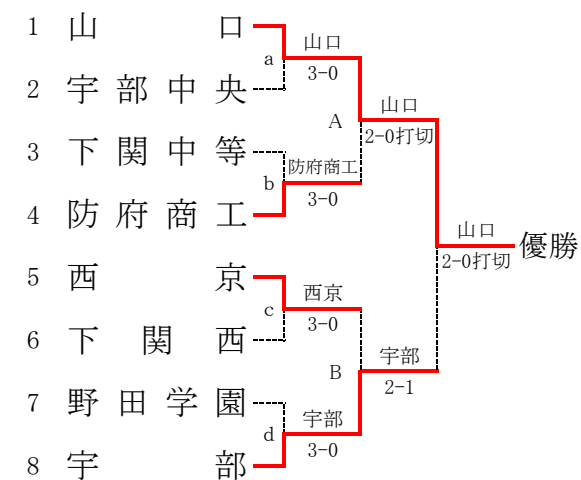 1 山口
2 宇部中央
3 下関中等
4 防府商工
5 西京
6 下関西
7 野田学園
8 宇部
a
山口
3-0
b
防府商工
3-0
c
西京
3-0
d
宇部
3-0
A
山口
2-0打切
B
宇部
2-1
山口
2-0打切
優勝